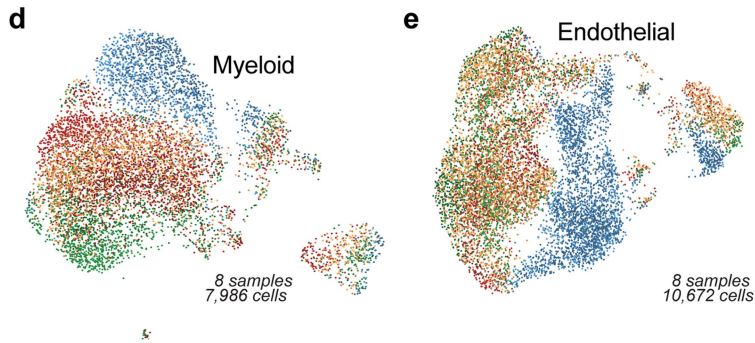 d
Myeloid
8 samples
7,986 cells
e
Endothelial
8 samples
10,672 cells